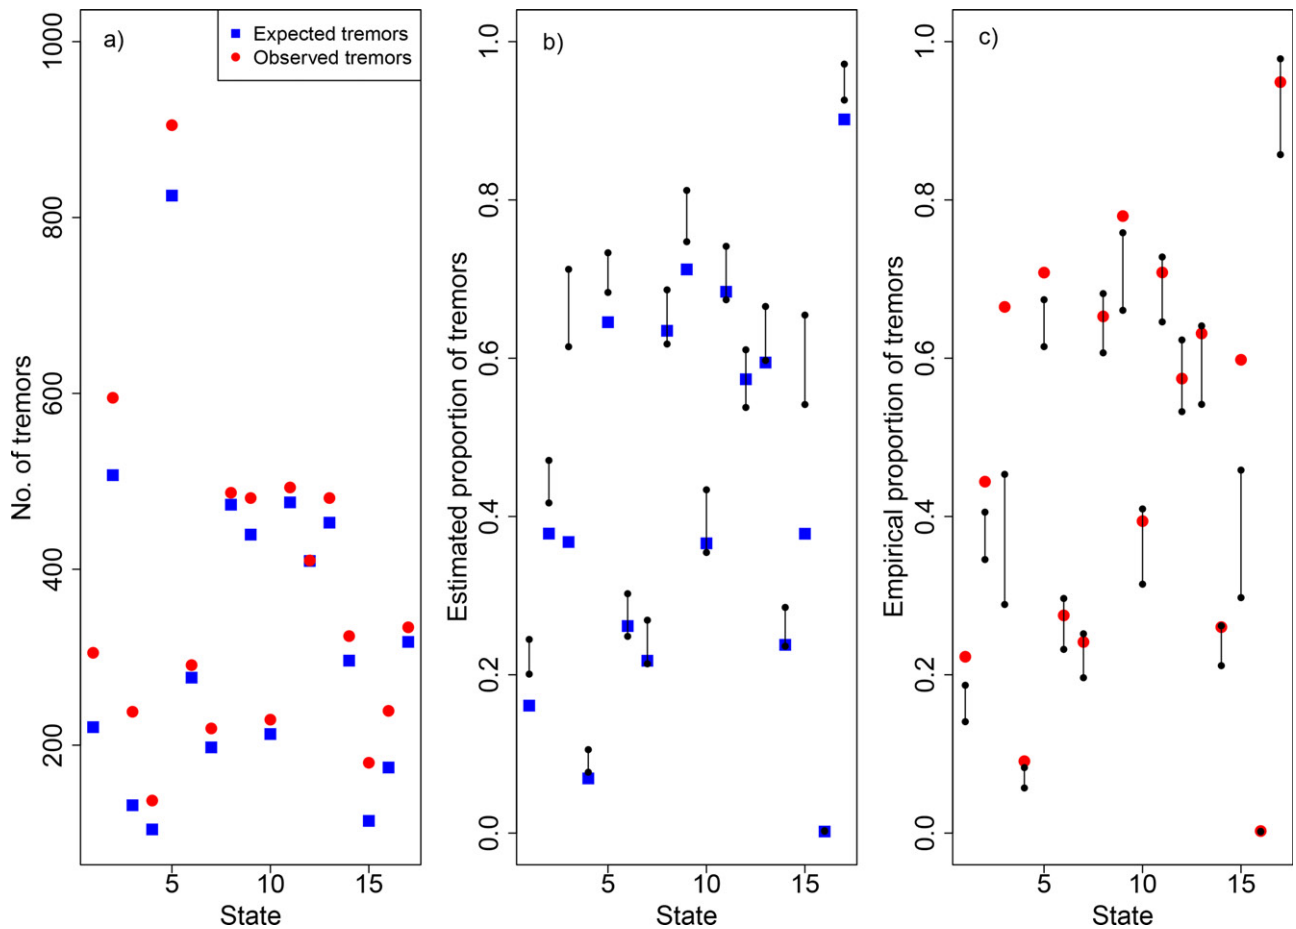 a)
Expected tremors
Observed tremors
No. of tremors
1000
800
600
400
200
5 10 15
State
b)
Estimated proportion of tremors
1.0
0.8
0.6
0.4
0.2
0.0
5 10 15
State
c)
Empirical proportion of tremors
1.0
0.8
0.6
0.4
0.2
0.0
5 10 15
State